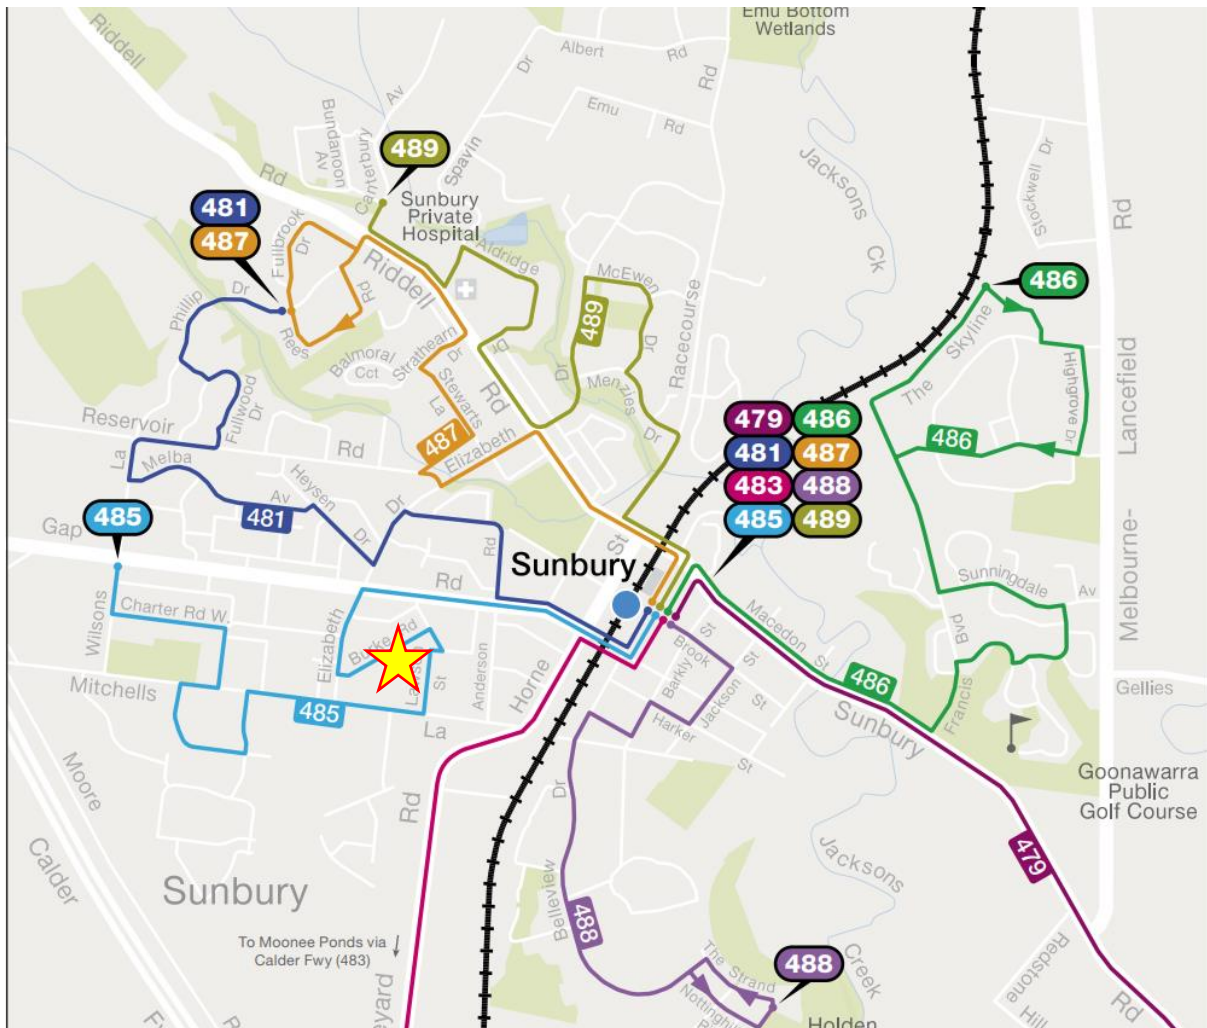 Riddell
Rd
Bundanoon
Av
Canterbury
Av
Spavin
Dr
Albert
Rd
Emu
Rd
Emu Bottom
Wetlands
Rd
Racecourse
Jacksons
Ck
Stockwell Dr
Rd
Lancefield
Melbourne-
489
481
487
Sunbury
Private
Hospital
Fullbrook
Dr
Riddell
Rd
Aldridge
Dr
McEwen
Dr
489
Dr
Menzies
Dr
486
The Skyline
Highgrove Dr
486
Phillip
Dr
Rees
Rd
Balmoral
Cct
Strathearn
Dr
Stewarts
La
487
Elizabeth
Reservoir
Rd
Fullwood
Dr
La
Melba
Av
Heysen
Dr
Dr
481
Rd
479
486
481
487
483
488
485
489
485
Gap
Rd
St
Sunbury
Sunningdale
Av
Blvd
Francis
Wilsons
Charter Rd W.
Elizabeth
Burke Rd
St
Anderson
Mitchells
La
485
Horne
Brook
St
Barkly
Jackson
St
Harker
St
St
Macedon
St
486
Sunbury
Rd
Gellies
Goonawarra
Public
Golf Course
479
Moore
Calder
Sunbury
Rd
To Moonee Ponds via
Calder Fwy (483)
Dr
Belleview
488
The Strand
488
Jacksons
Creek
Redstone
Hill
Holden